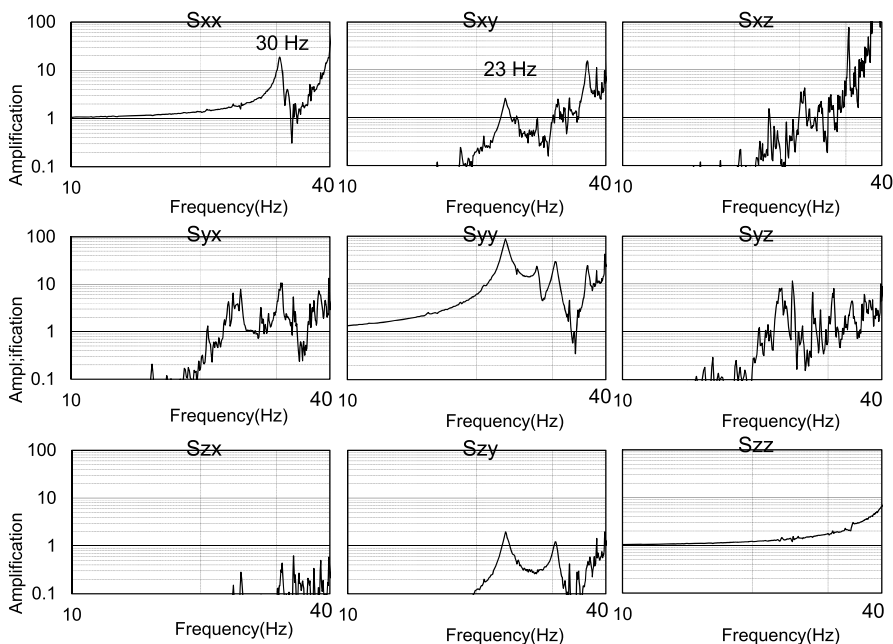 Sxx Sxy Sxz
100
30 Hz
23 Hz
10
1
0.1
Amplification
10 40 10 40 10 40
Frequency(Hz) Frequency(Hz) Frequency(Hz)
Syx Syy Syz
100
10
1
0.1
Ampl;ification
10 40 10 40 10 40
Frequency(Hz) Frequency(Hz) Frequency(Hz)
Szx Szy Szz
100
10
1
0.1
Amplification
10 40 10 40 10 40
Frequency(Hz) Frequency(Hz) Frequency(Hz)